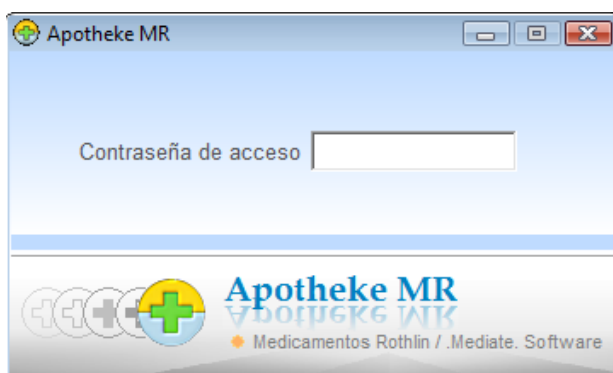 Apotheke MR
Contraseña de acceso
Apotheke MR
Medicamentos Rothlin / .Mediate. Software